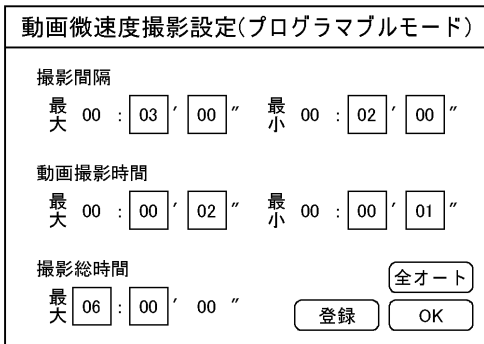 動画微速度撮影設定(プログラマブルモード)
撮影間隔
最大 00 : 03 ′ 00 ″ 最小 00 : 02 ′ 00 ″
動画撮影時間
最大 00 : 00 ′ 02 ″ 最小 00 : 00 ′ 01 ″
撮影総時間
全オート
最大 06 : 00 ′ 00 ″ 登録 OK